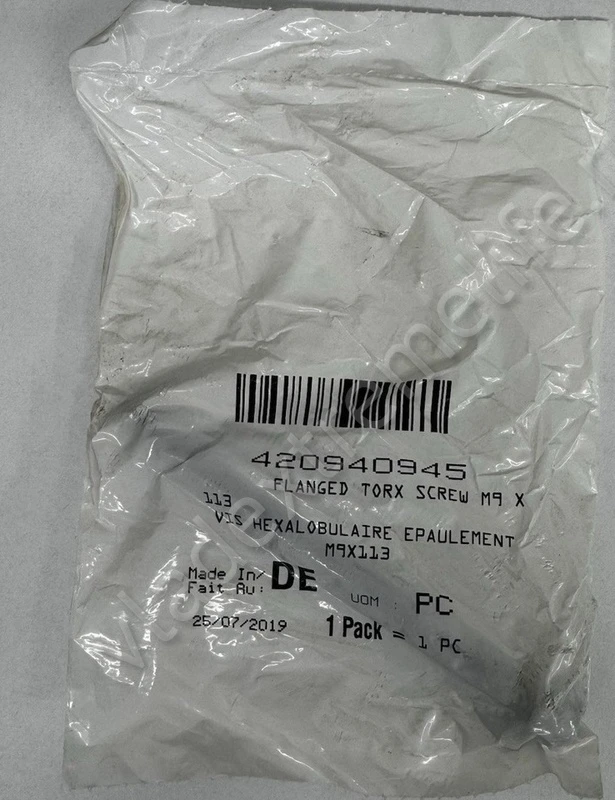 420940945
FLANGED TORX SCREW M9 X
113
VIS HEXALOBULAIRE EPAULEMENT
M9X113
Made In/ DE
Fait Au: UOM : PC
25/07/2019 1 Pack = 1 PC
vladextremelife